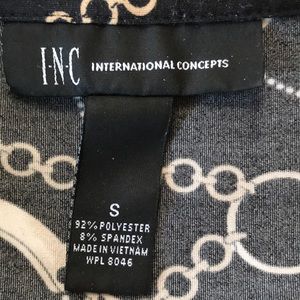 I·N·C INTERNATIONAL CONCEPTS
S
92% POLYESTER
8% SPANDEX
MADE IN VIETNAM
WPL 8046